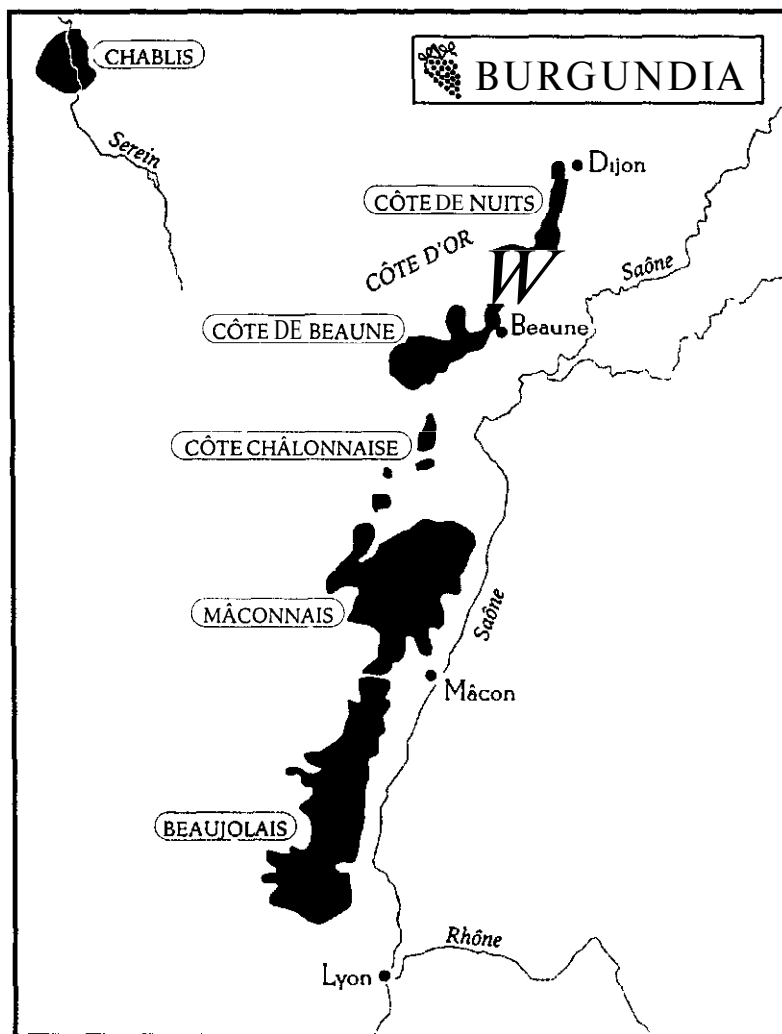 CHABLIS
BURGUNDIA
Serein
Dijon
CÔTE DE NUITS
CÔTE D'OR
W
Saône
CÔTE DE BEAUNE
Beaune
CÔTE CHÂLONNAISE
MÂCONNAIS
Saône
Mâcon
BEAUJOLAIS
Rhône
Lyon